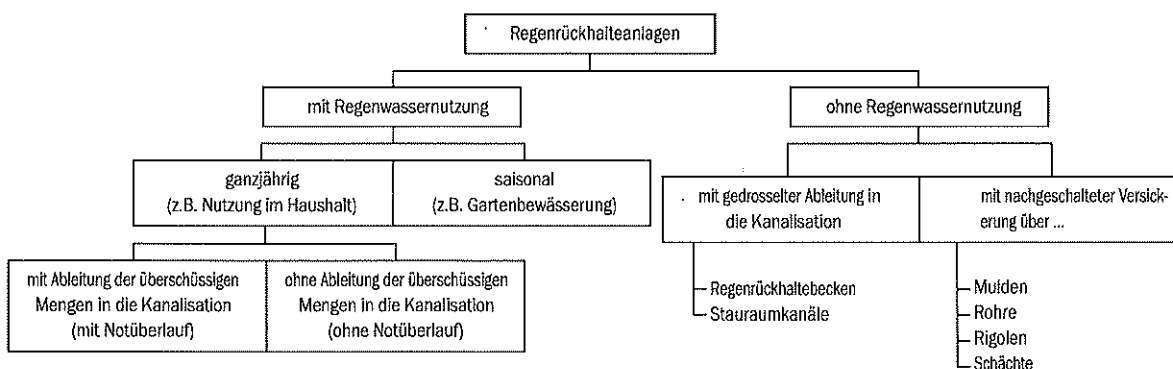 Regenrückhalteanlagen
mit Regenwassernutzung
ohne Regenwassernutzung
ganzjährig
(z.B. Nutzung im Haushalt)
saisonal
(z.B. Gartenbewässerung)
mit gedrosselter Ableitung in
die Kanalisation
mit nachgeschalteter Versick-
erung über ...
mit Ableitung der überschüssigen
Mengen in die Kanalisation
(mit Notüberlauf)
ohne Ableitung der überschüssigen
Mengen in die Kanalisation
(ohne Notüberlauf)
Regenrückhaltebecken
Stauraumkanäle
Mulden
Rohre
Rigolen
Schächte